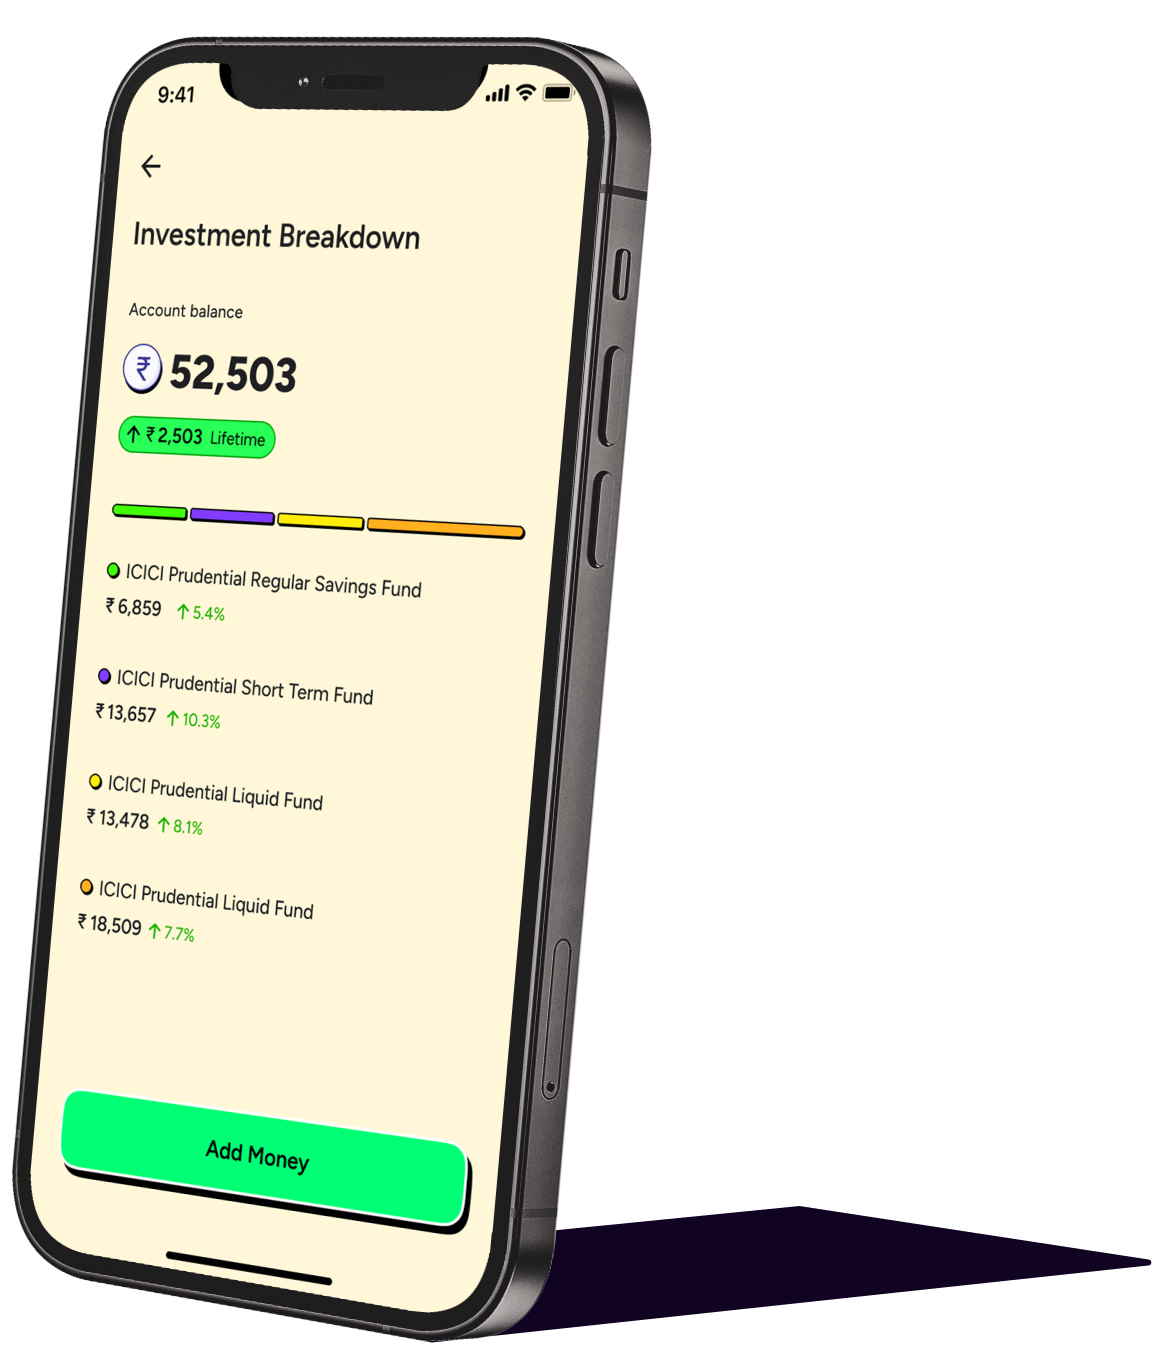 9:41
Investment Breakdown
Account balance
₹ 52,503
↑ ₹ 2,503 Lifetime
ICICI Prudential Regular Savings Fund
₹ 6,859 ↑ 5.4%
ICICI Prudential Short Term Fund
₹ 13,657 ↑ 10.3%
ICICI Prudential Liquid Fund
₹ 13,478 ↑ 8.1%
ICICI Prudential Liquid Fund
₹ 18,509 ↑ 7.7%
Add Money